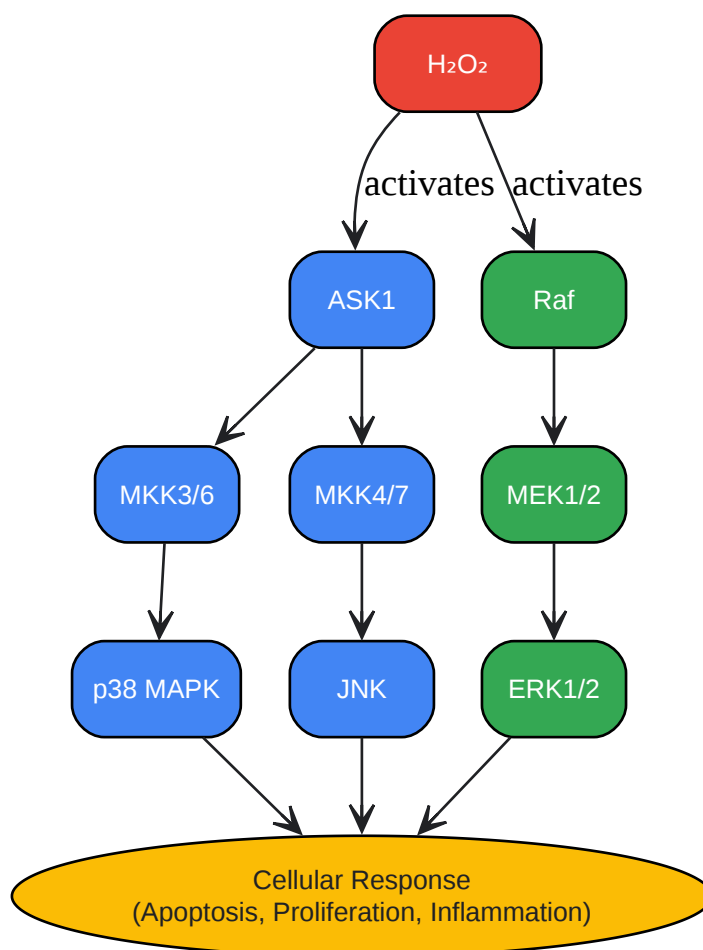 H₂O₂
activates activates
ASK1 Raf
MKK3/6 MKK4/7 MEK1/2
p38 MAPK JNK ERK1/2
Cellular Response
(Apoptosis, Proliferation, Inflammation)